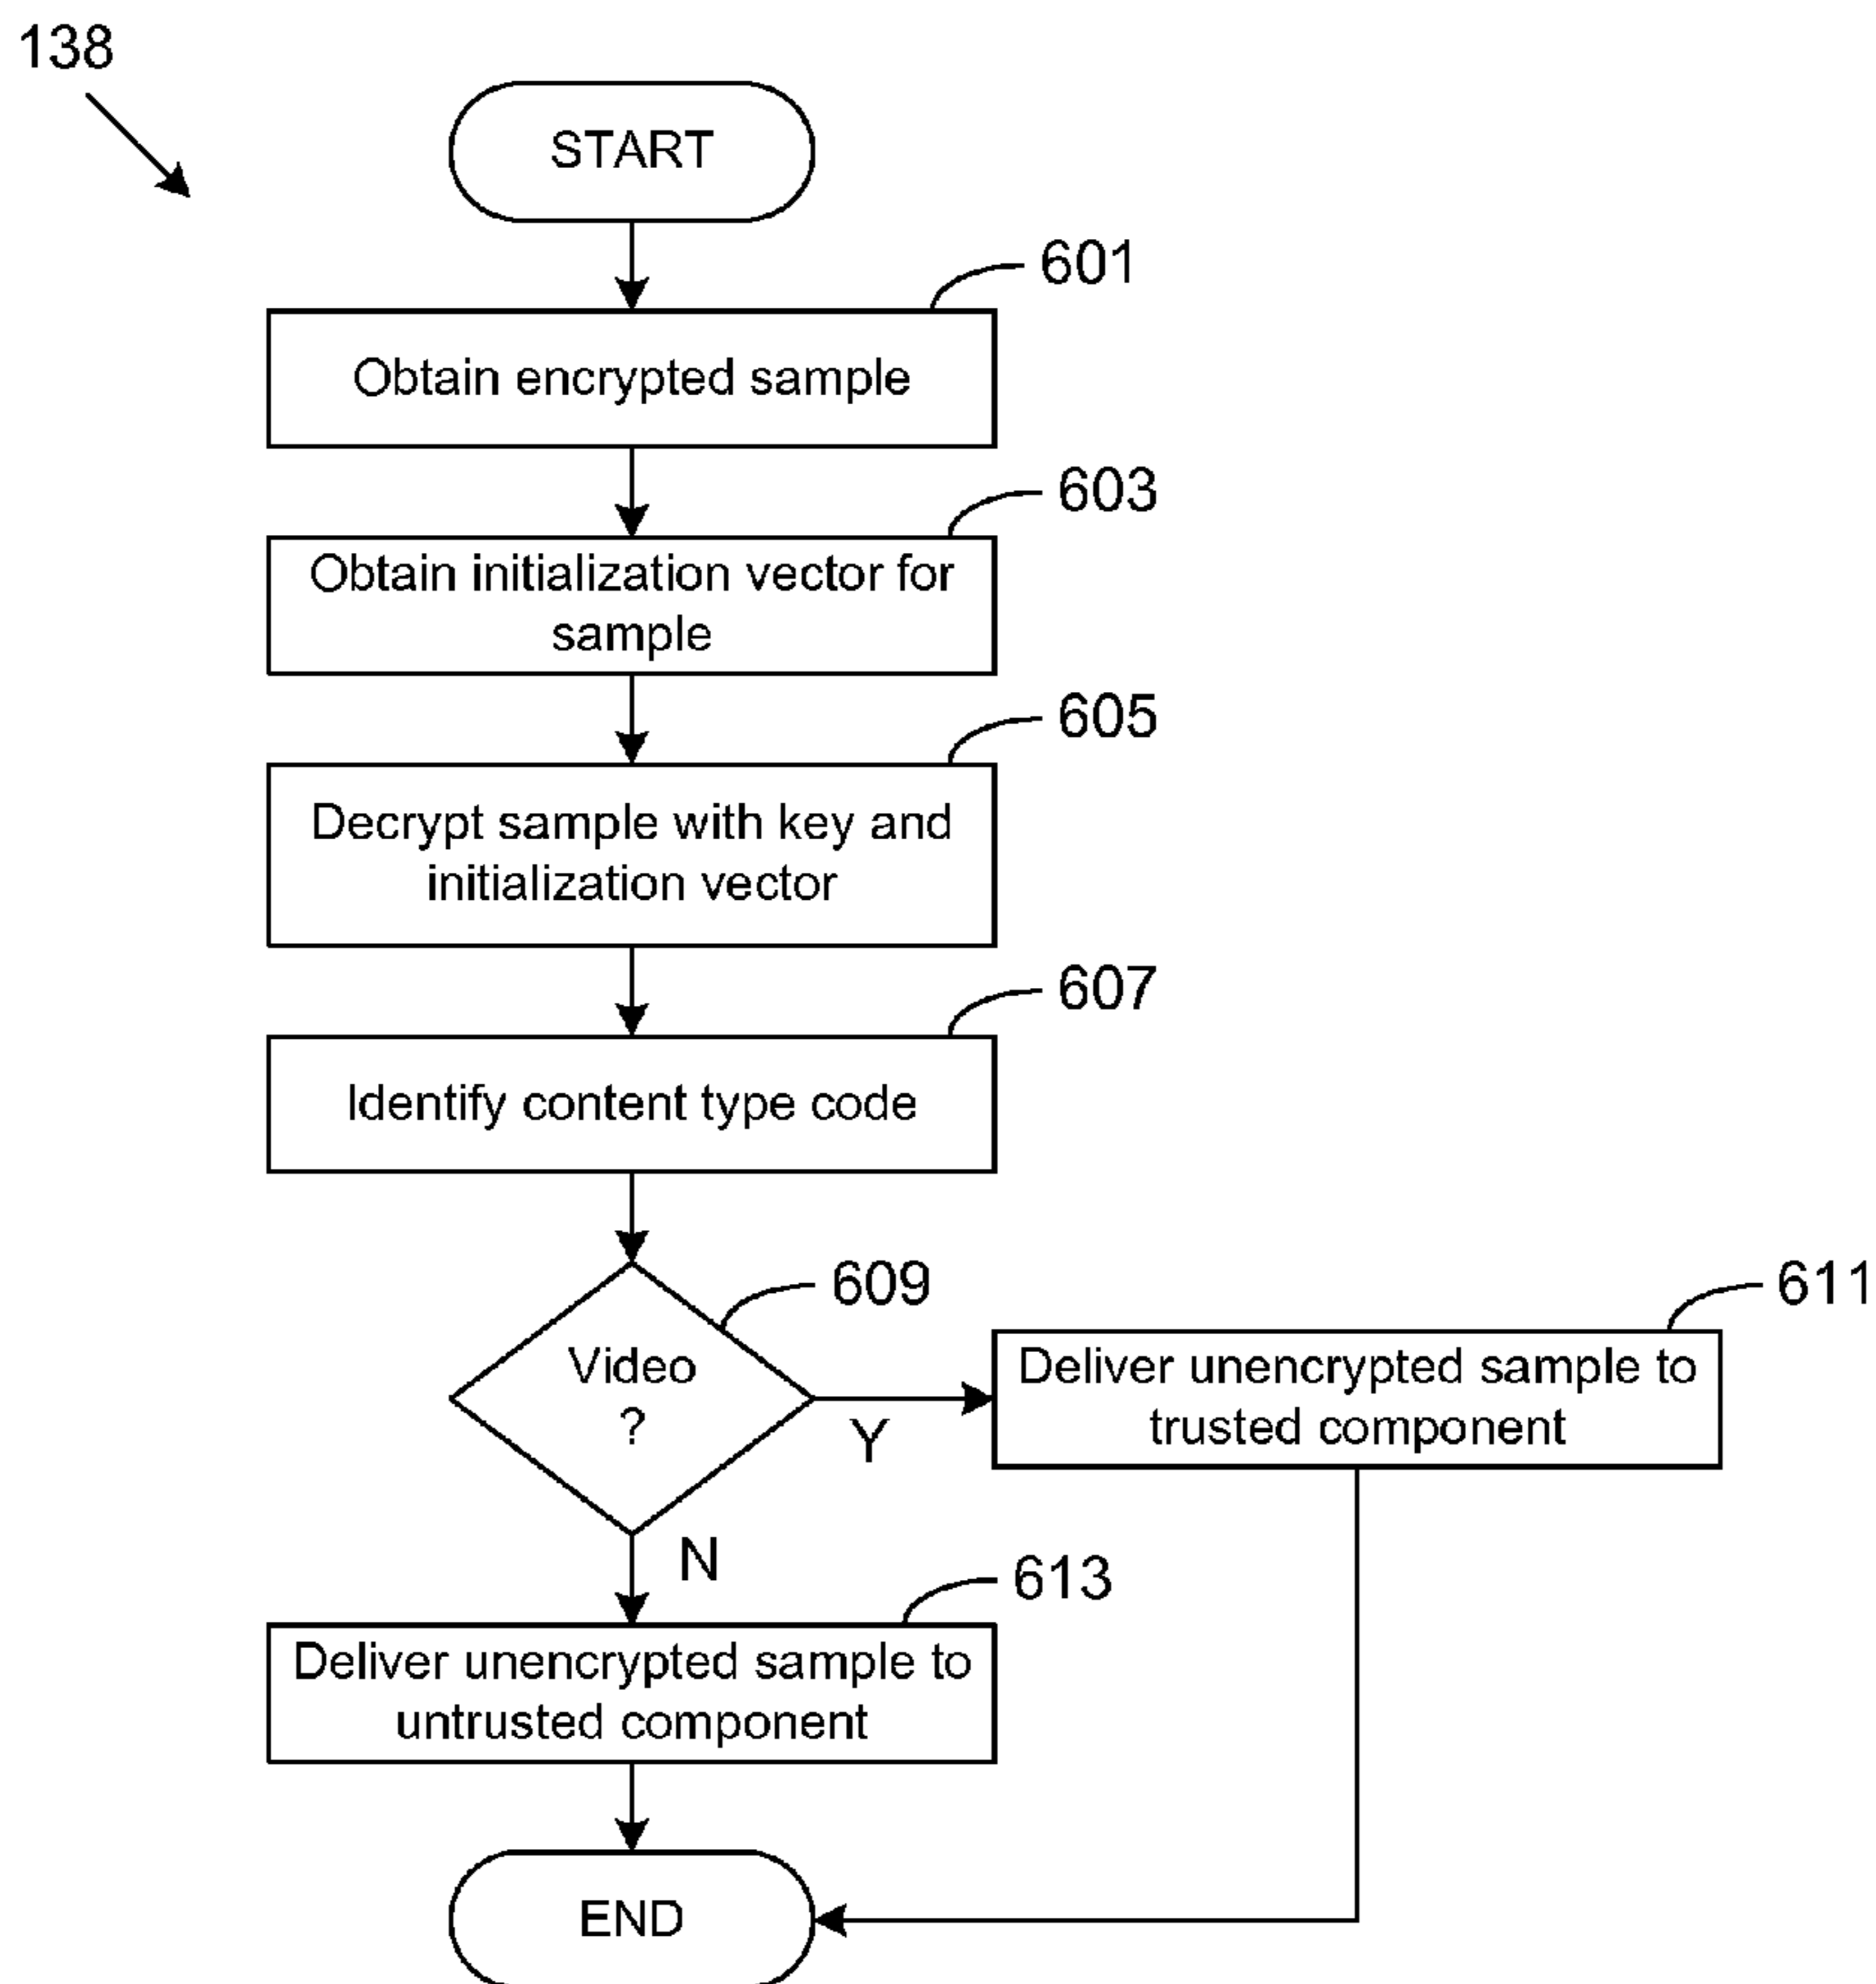 138
START
601
Obtain encrypted sample
603
Obtain initialization vector for
sample
605
Decrypt sample with key and
initialization vector
607
Identify content type code
609
Video
?
Y
611
Deliver unencrypted sample to
trusted component
N
613
Deliver unencrypted sample to
untrusted component
END